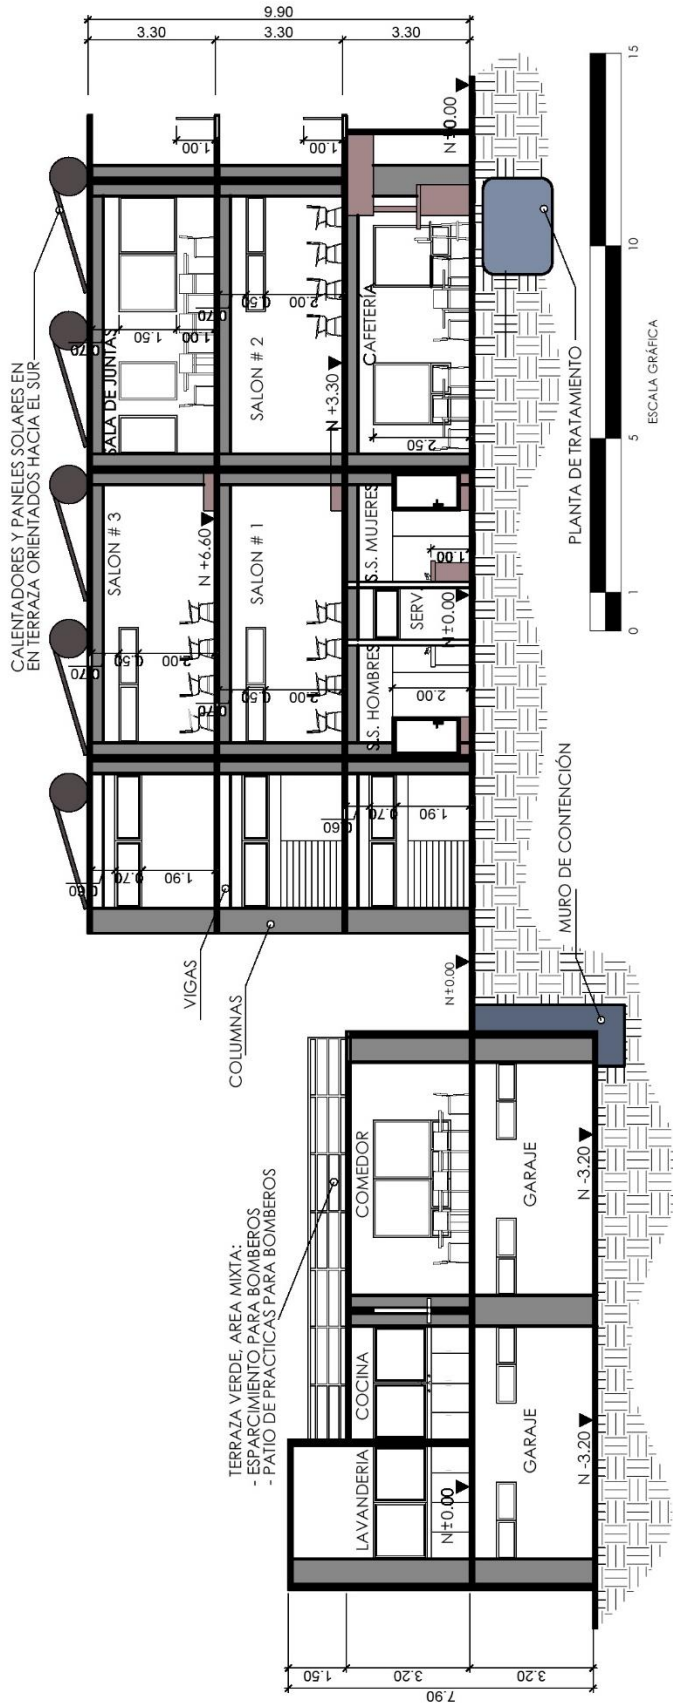 CALENTADORES Y PANELES SOLARES EN
EN TERRAZA ORIENTADOS HACIA EL SUR
TERRAZA VERDE, AREA MIXTA:
- ESPARCIMIENTO PARA BOMBEROS
- PATIO DE PRACTICAS PARA BOMBEROS
VIGAS
COLUMNAS
1.50
3.20
3.20
7.90
LAVANDERIA
COCINA
COMEDOR
N±0.00
GARAJE
GARAJE
N -3.20
N -3.20
N±0.00
MURO DE CONTENCIÓN
0.60
0.70
1.90
0.60
0.70
1.90
SALON # 3
0.70
0.50
2.00
N +6.60
SALA DE JUNTAS
0.70
1.50
1.00
SALON # 1
0.70
0.50
2.00
SALON # 2
0.70
0.50
2.00
N +3.30
S.S. HOMBRES
2.00
SERV
N±0.00
S.S. MUJERES
1.00
CAFETERIA
2.50
1.00
1.00
N±0.00
3.30
3.30
3.30
9.90
PLANTA DE TRATAMIENTO
0
1
5
10
15
ESCALA GRÁFICA